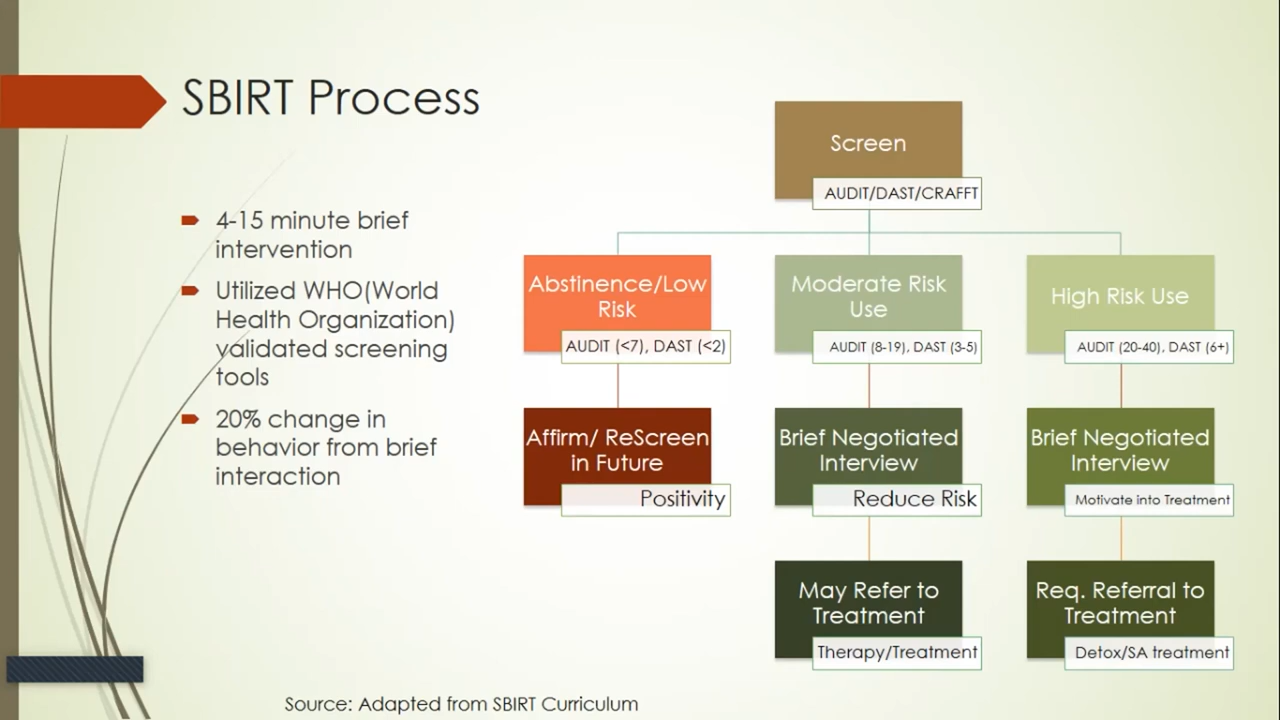 SBIRT Process
4-15 minute brief
intervention
Utilized WHO(World
Health Organization)
validated screening
tools
20% change in
behavior from brief
interaction
Screen
AUDIT/DAST/CRAFFT
Abstinence/Low
Risk
AUDIT (<7), DAST (<2)
Moderate Risk
Use
AUDIT (8-19), DAST (3-5)
High Risk Use
AUDIT (20-40), DAST (6+)
Affirm/ ReScreen
in Future
Positivity
Brief Negotiated
Interview
Reduce Risk
Brief Negotiated
Interview
Motivate into Treatment
May Refer to
Treatment
Therapy/Treatment
Req. Referral to
Treatment
Detox/SA treatment
Source: Adapted from SBIRT Curriculum